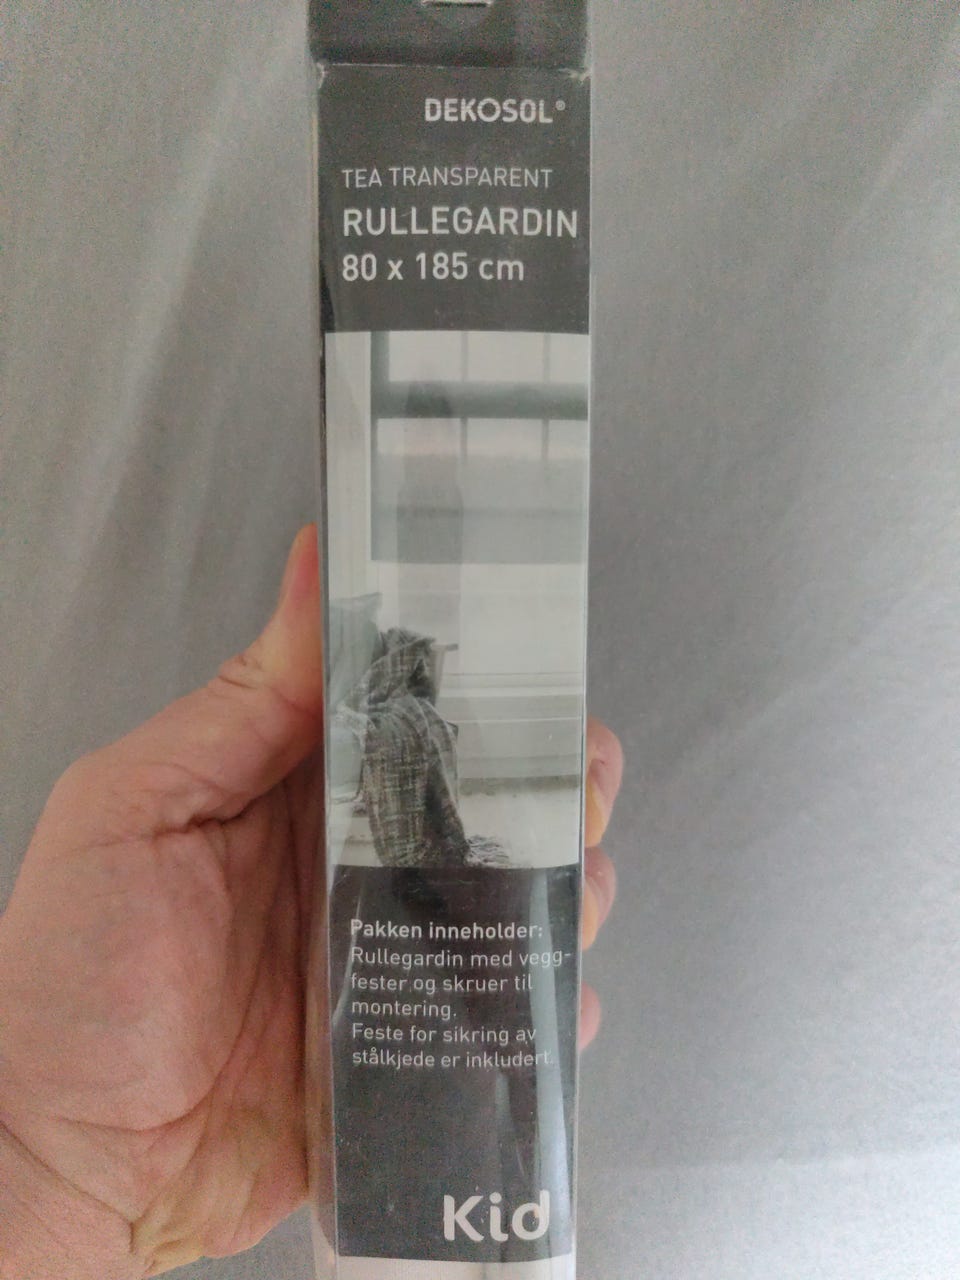 DEKOSOL®
TEA TRANSPARENT
RULLEGARDIN
80 x 185 cm
Pakken inneholder:
Rullegardin med vegg-
fester og skruer til
montering.
Feste for sikring av
stålkjede er inkludert.
Kid